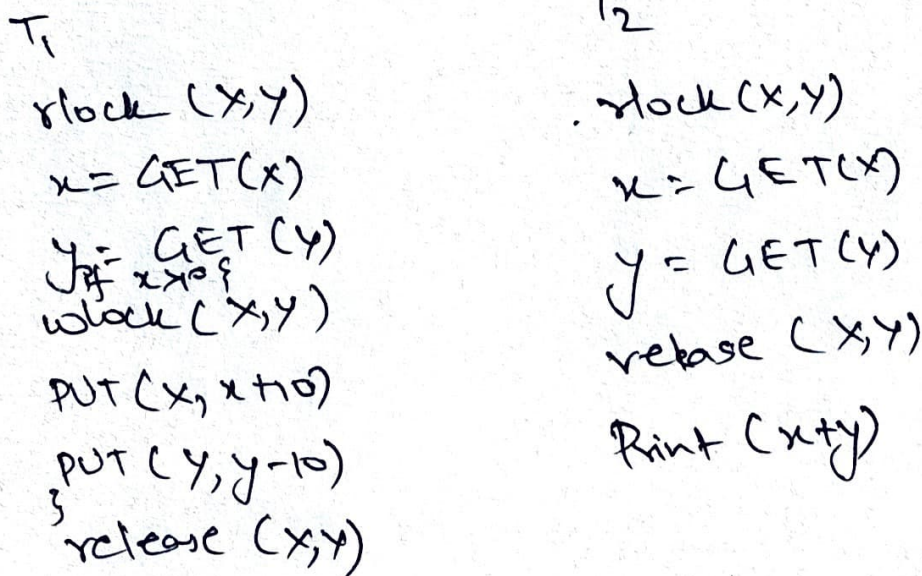 T1
rlock (X,Y)
x = GET(X)
y = GET(Y)
if x>0 {
wlock (X,Y)
PUT (X, x+10)
PUT (Y, y-10)
}
release (X,Y)
T2
rlock (X,Y)
x = GET(X)
y = GET(Y)
release (X,Y)
Print (x+y)